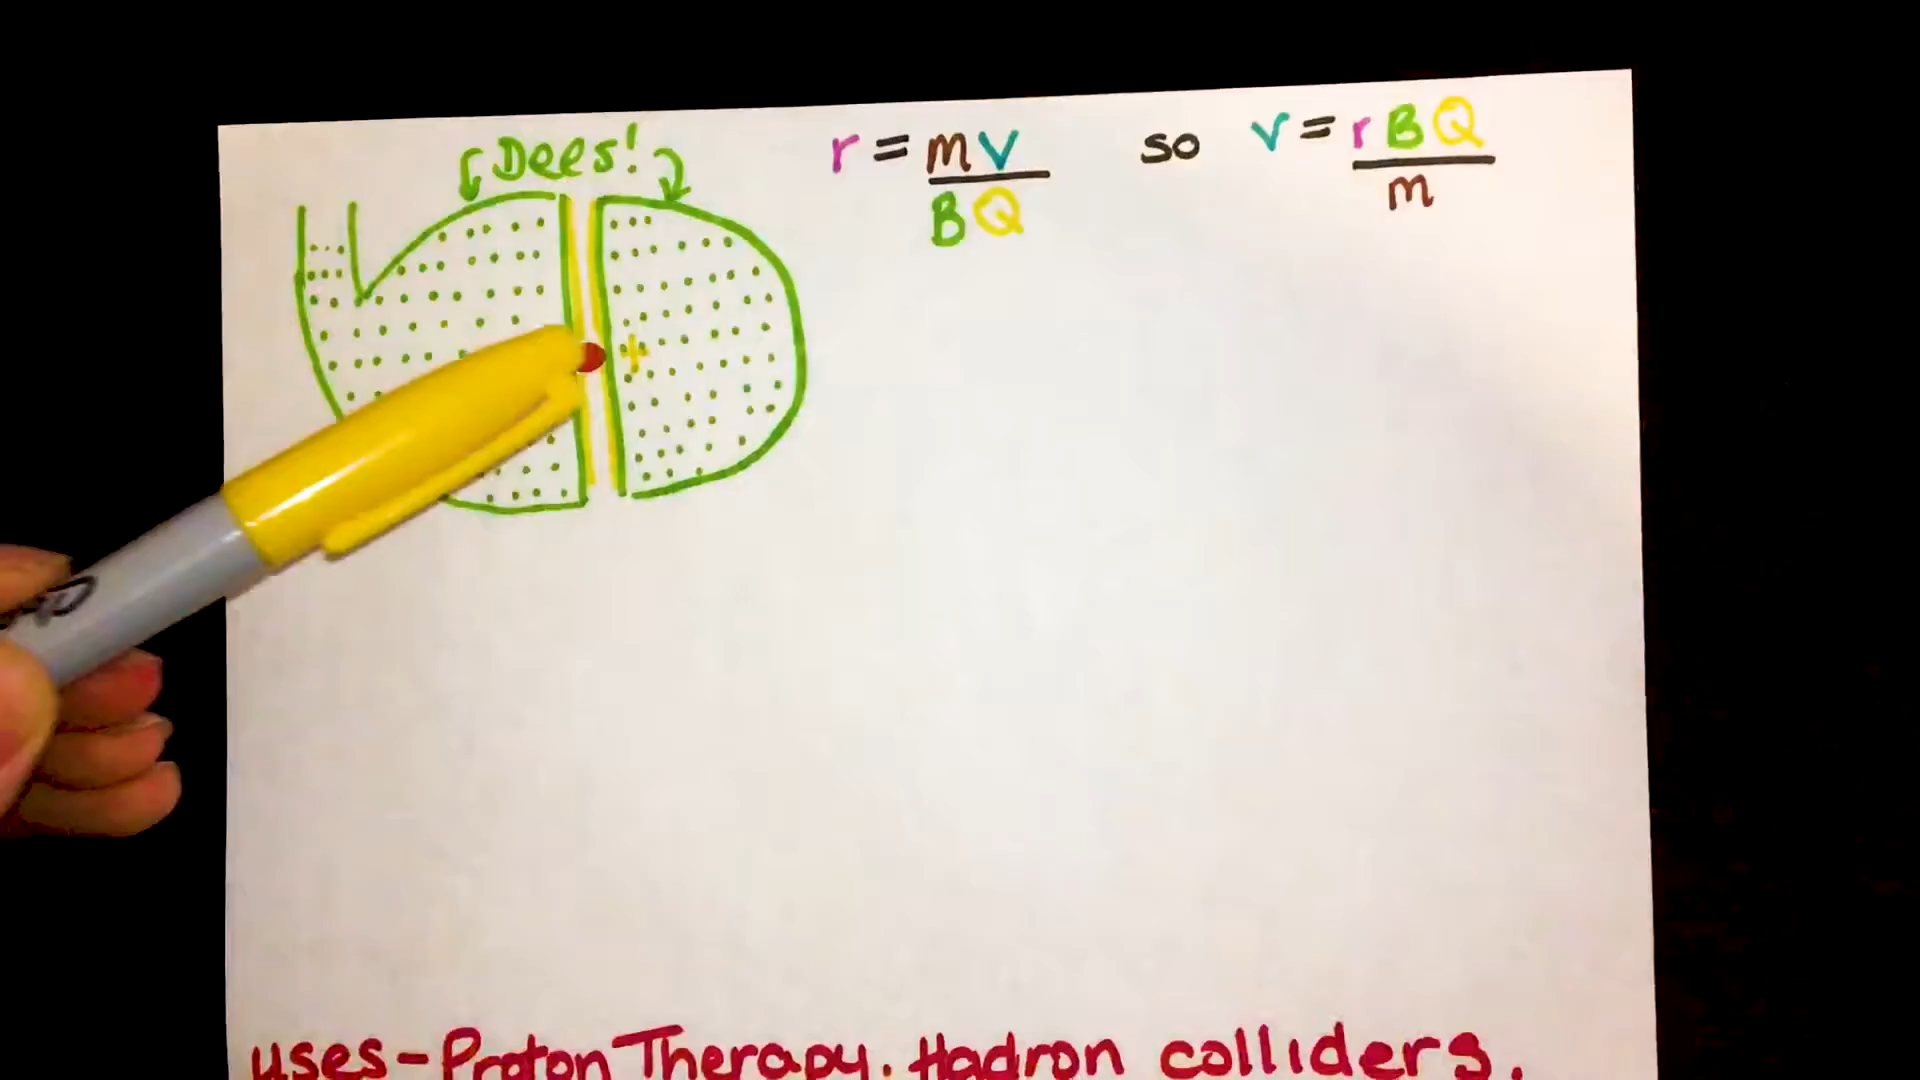 Dees!
r = mv / BQ so v = rBQ / m
+
uses - Proton Therapy. Hadron colliders.